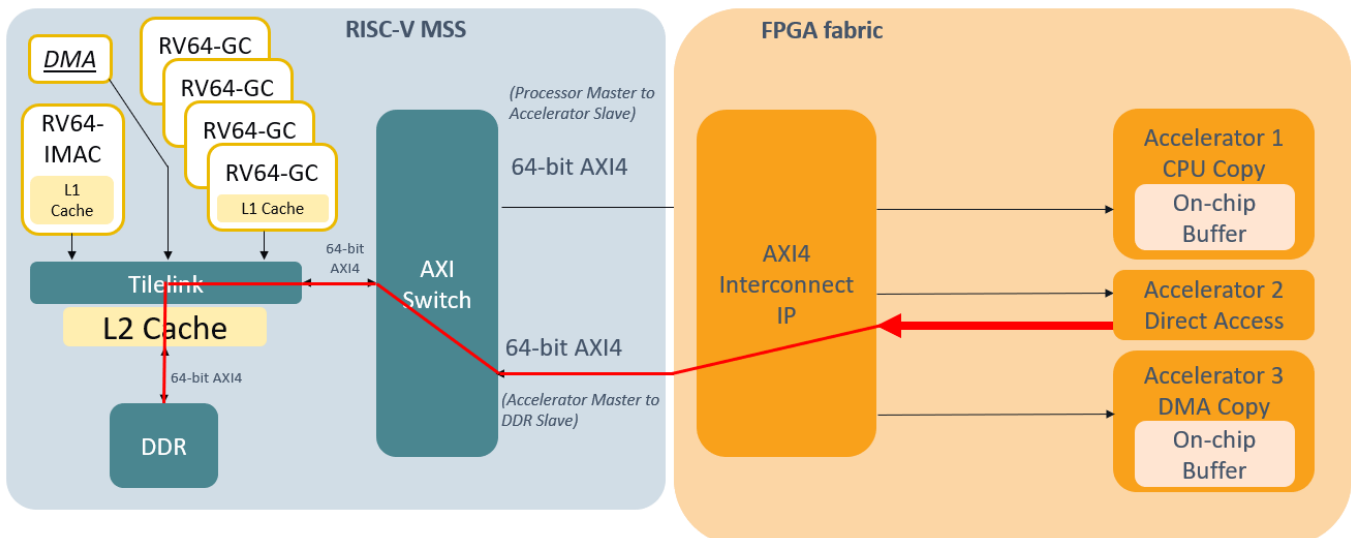 RISC-V MSS
DMA
RV64-GC
RV64-GC
RV64-GC
RV64-GC
L1 Cache
RV64-
IMAC
L1
Cache
Tilelink
L2 Cache
64-bit AXI4
DDR
64-bit
AXI4
AXI
Switch
(Processor Master to
Accelerator Slave)
64-bit AXI4
64-bit AXI4
(Accelerator Master to
DDR Slave)
FPGA fabric
AXI4
Interconnect
IP
Accelerator 1
CPU Copy
On-chip
Buffer
Accelerator 2
Direct Access
Accelerator 3
DMA Copy
On-chip
Buffer